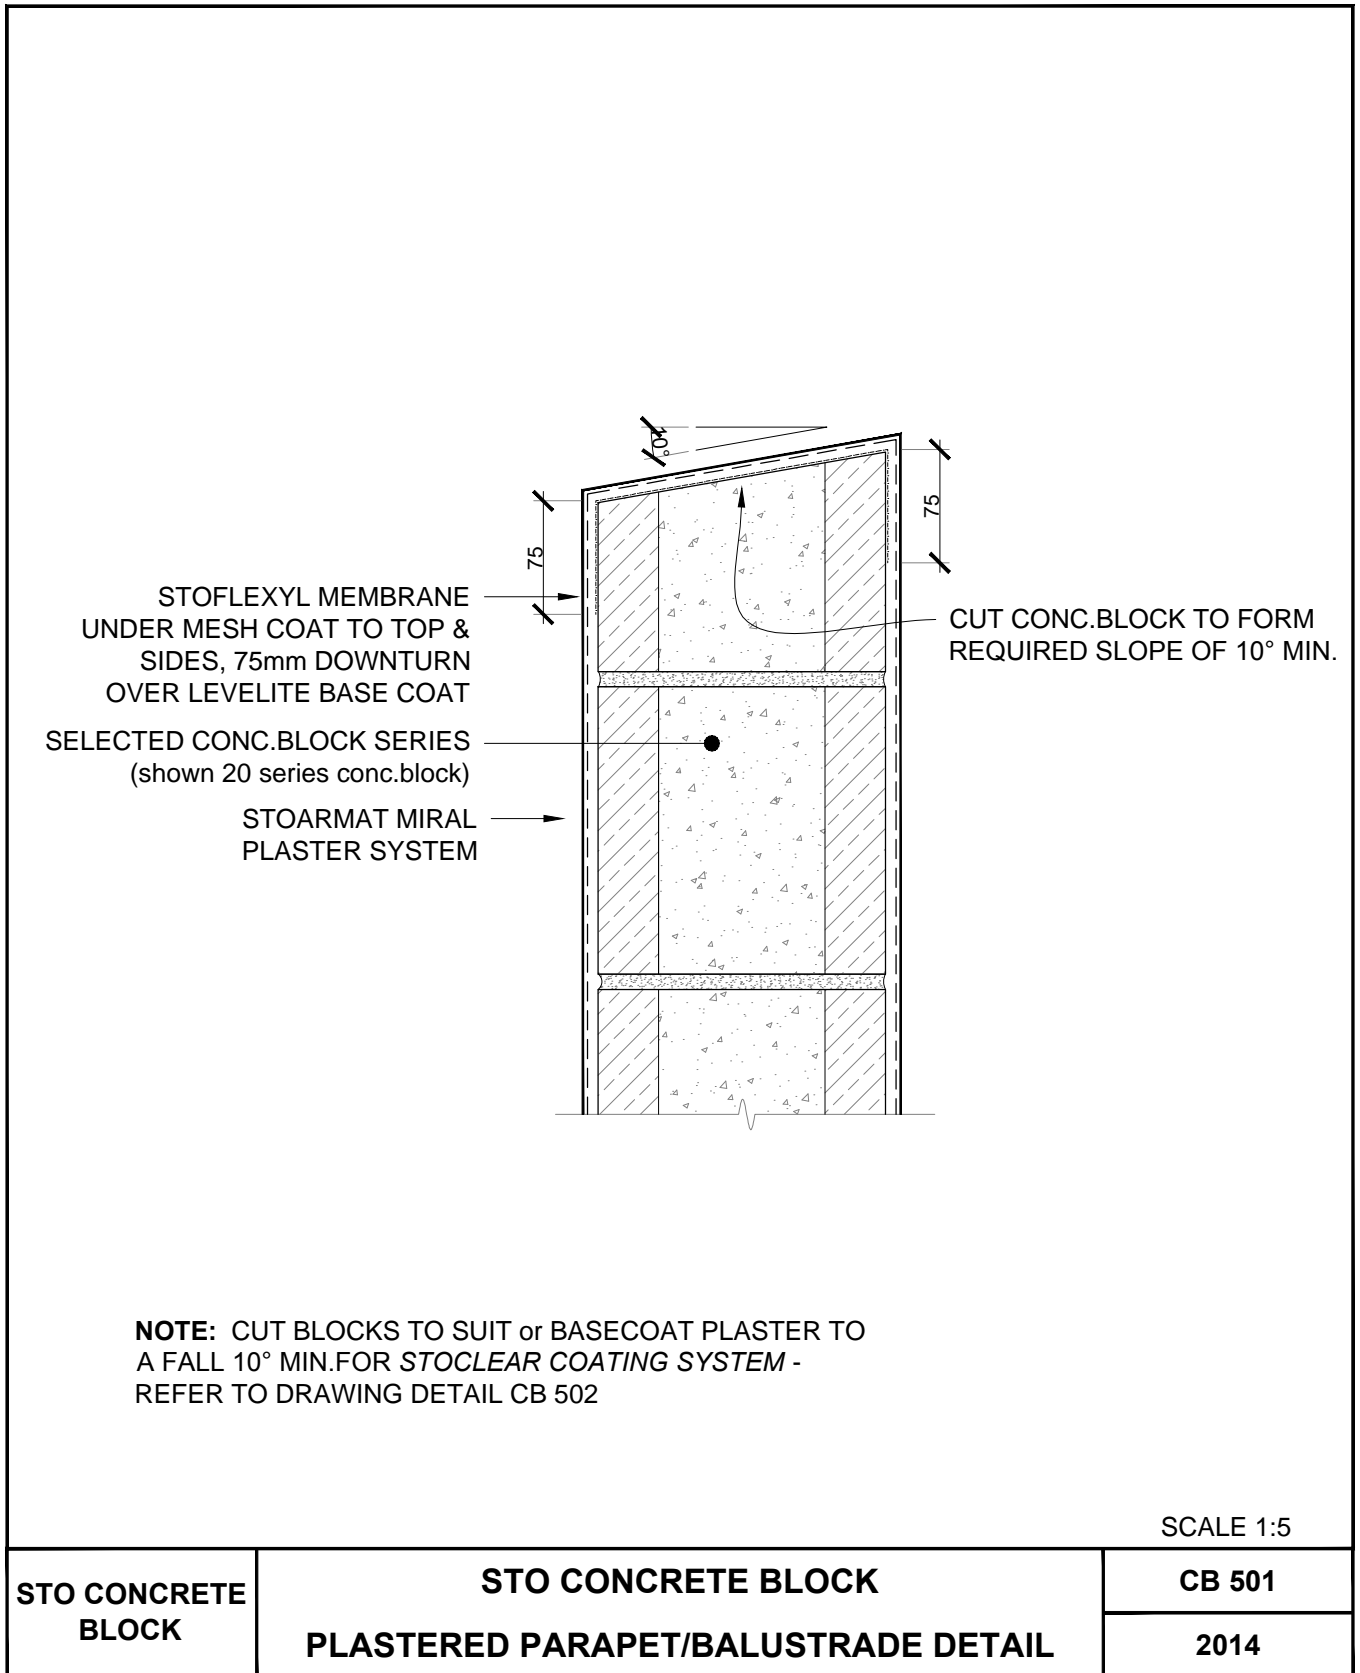 10°
75
75
STOFLEXYL MEMBRANE
UNDER MESH COAT TO TOP &
SIDES, 75mm DOWNTURN
OVER LEVELITE BASE COAT
CUT CONC.BLOCK TO FORM
REQUIRED SLOPE OF 10° MIN.
SELECTED CONC.BLOCK SERIES
(shown 20 series conc.block)
STOARMAT MIRAL
PLASTER SYSTEM
NOTE: CUT BLOCKS TO SUIT or BASECOAT PLASTER TO
A FALL 10° MIN.FOR STOCLEAR COATING SYSTEM -
REFER TO DRAWING DETAIL CB 502
SCALE 1:5
STO CONCRETE
BLOCK
STO CONCRETE BLOCK
PLASTERED PARAPET/BALUSTRADE DETAIL
CB 501
2014